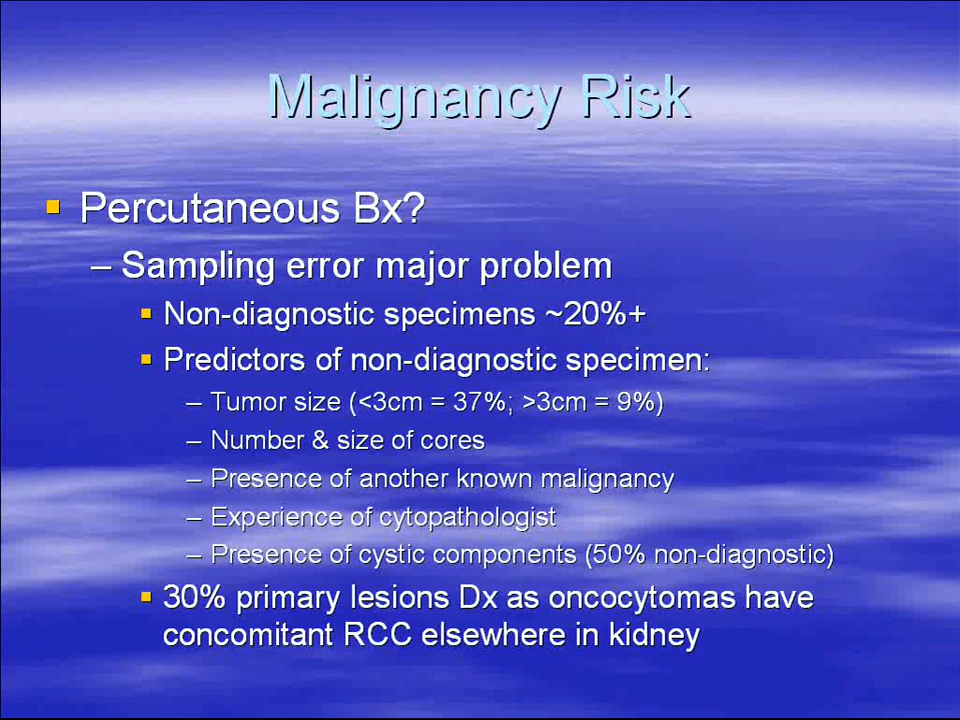 Malignancy Risk
▪ Percutaneous Bx?
– Sampling error major problem
▪ Non-diagnostic specimens ~20%+
▪ Predictors of non-diagnostic specimen:
– Tumor size (<3cm = 37%; >3cm = 9%)
– Number & size of cores
– Presence of another known malignancy
– Experience of cytopathologist
– Presence of cystic components (50% non-diagnostic)
▪ 30% primary lesions Dx as oncocytomas have
concomitant RCC elsewhere in kidney